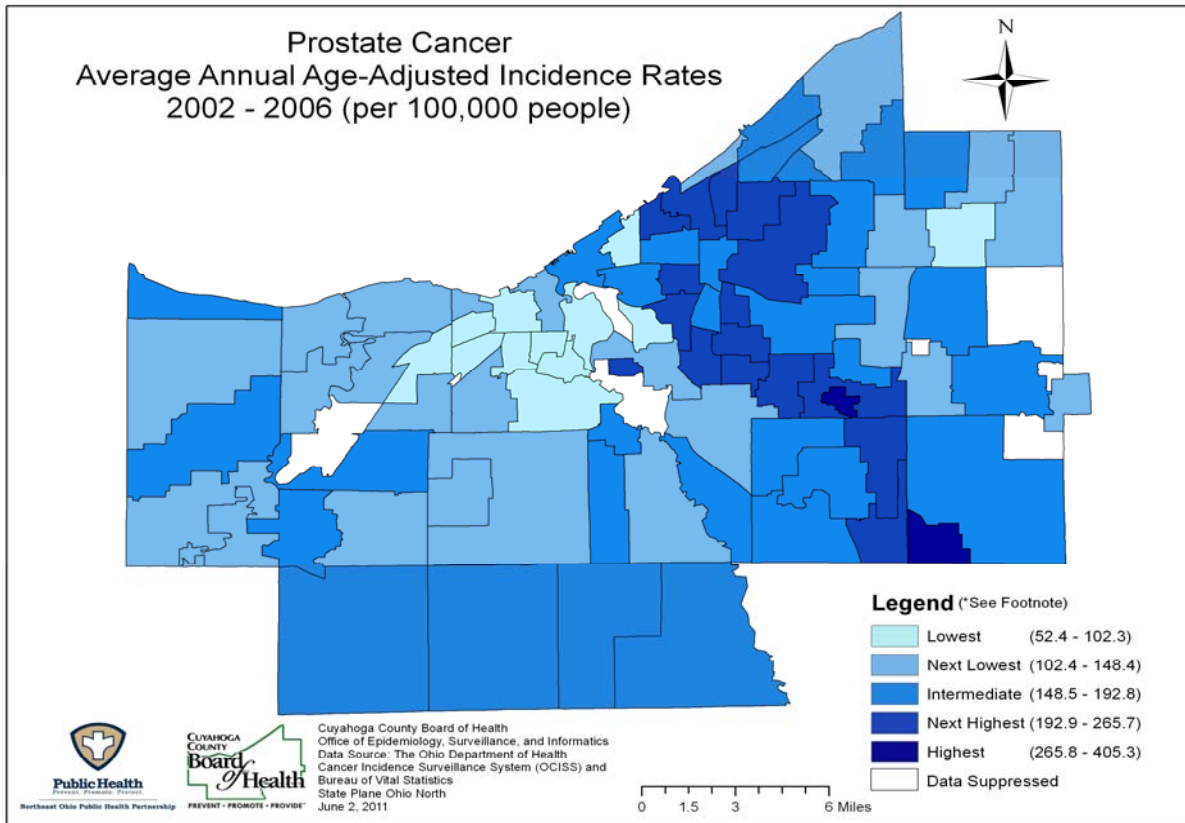 Prostate Cancer
Average Annual Age-Adjusted Incidence Rates
2002 - 2006 (per 100,000 people)
N
Legend (*See Footnote)
Lowest (52.4 - 102.3)
Next Lowest (102.4 - 148.4)
Intermediate (148.5 - 192.8)
Next Highest (192.9 - 265.7)
Highest (265.8 - 405.3)
Data Suppressed
Public Health
Prevent. Promote. Protect.
Northeast Ohio Public Health Partnership
CUYAHOGA
COUNTY
Board
of Health
PREVENT • PROMOTE • PROVIDE
Cuyahoga County Board of Health
Office of Epidemiology, Surveillance, and Informatics
Data Source: The Ohio Department of Health
Cancer Incidence Surveillance System (OCISS) and
Bureau of Vital Statistics
State Plane Ohio North
June 2, 2011
0 1.5 3 6 Miles